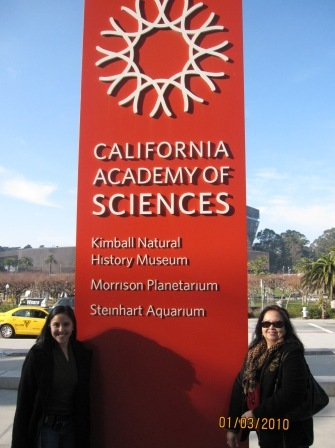 CALIFORNIA
ACADEMY OF
SCIENCES
Kimball Natural
History Museum
Morrison Planetarium
Steinhart Aquarium
01/03/2010